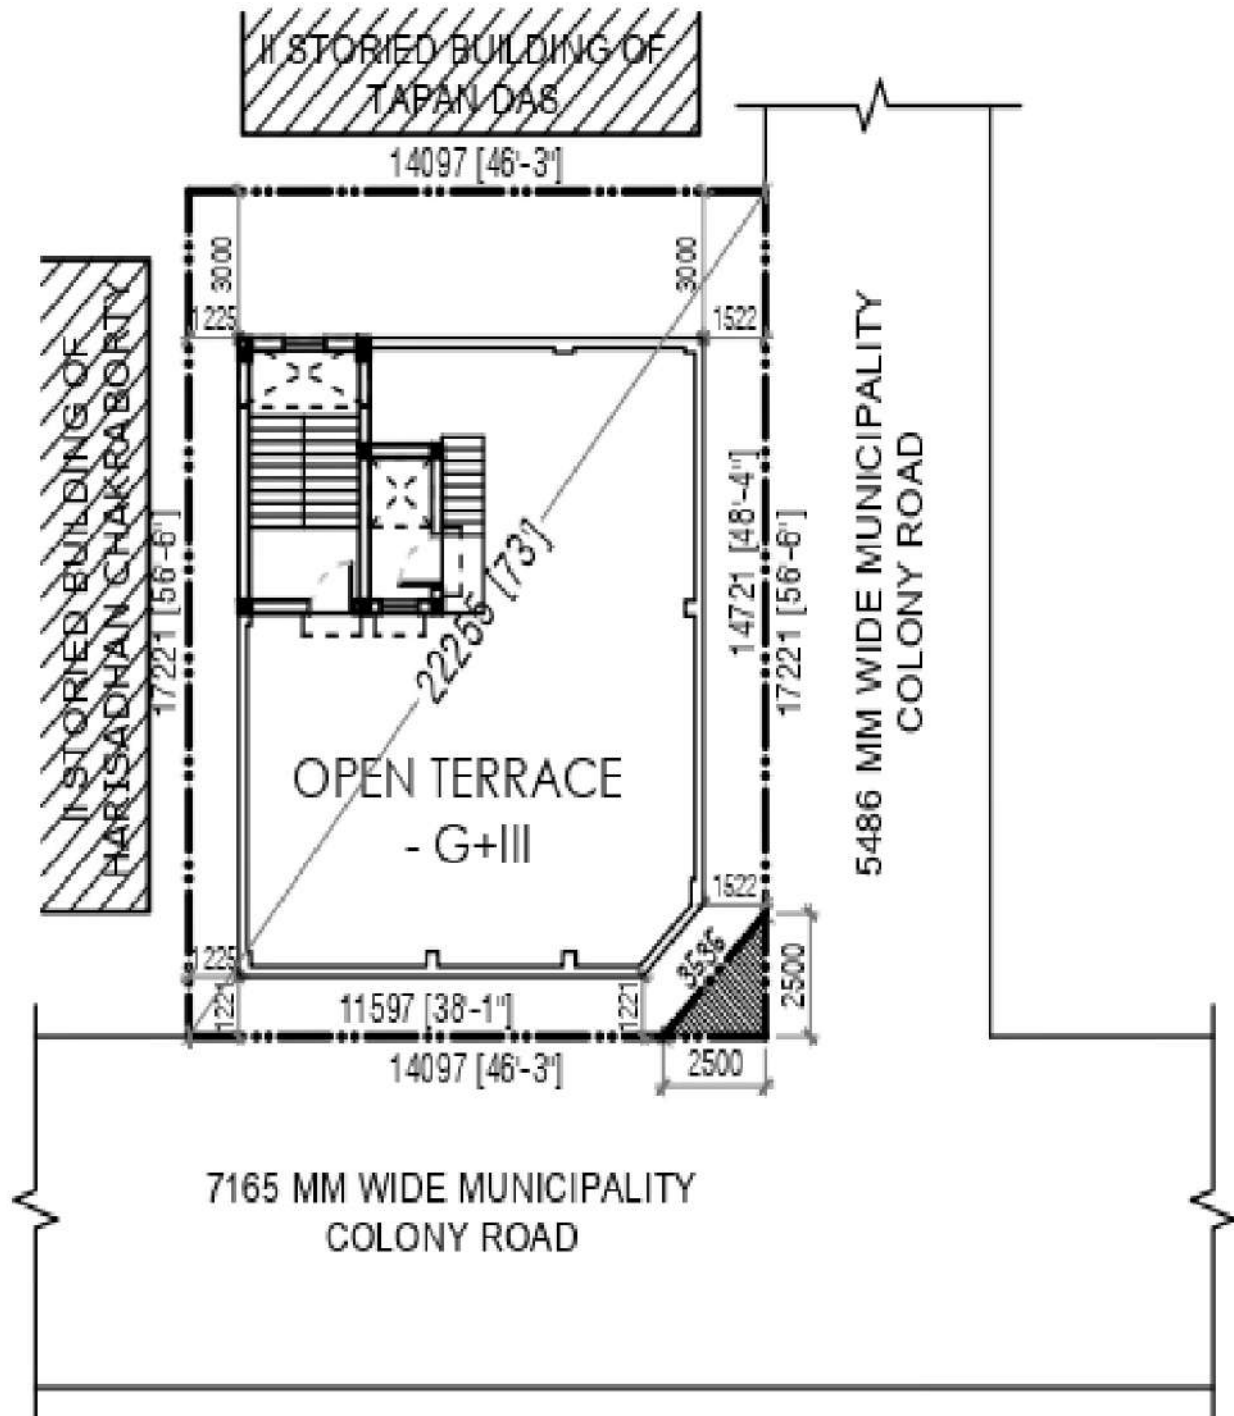 II STORIED BUILDING OF
TAPAN DAS
14097 [46'-3"]
3000
3000
1225
1522
II STORIED BUILDING OF
HARISADHAN CHAKRABORTY
17221 [56'-6"]
22255 [73']
14721 [48'-4"]
17221 [56'-6"]
5486 MM WIDE MUNICIPALITY
COLONY ROAD
OPEN TERRACE
- G+III
1522
3536
2500
1225
1221
11597 [38'-1"]
1221
14097 [46'-3"]
2500
7165 MM WIDE MUNICIPALITY
COLONY ROAD